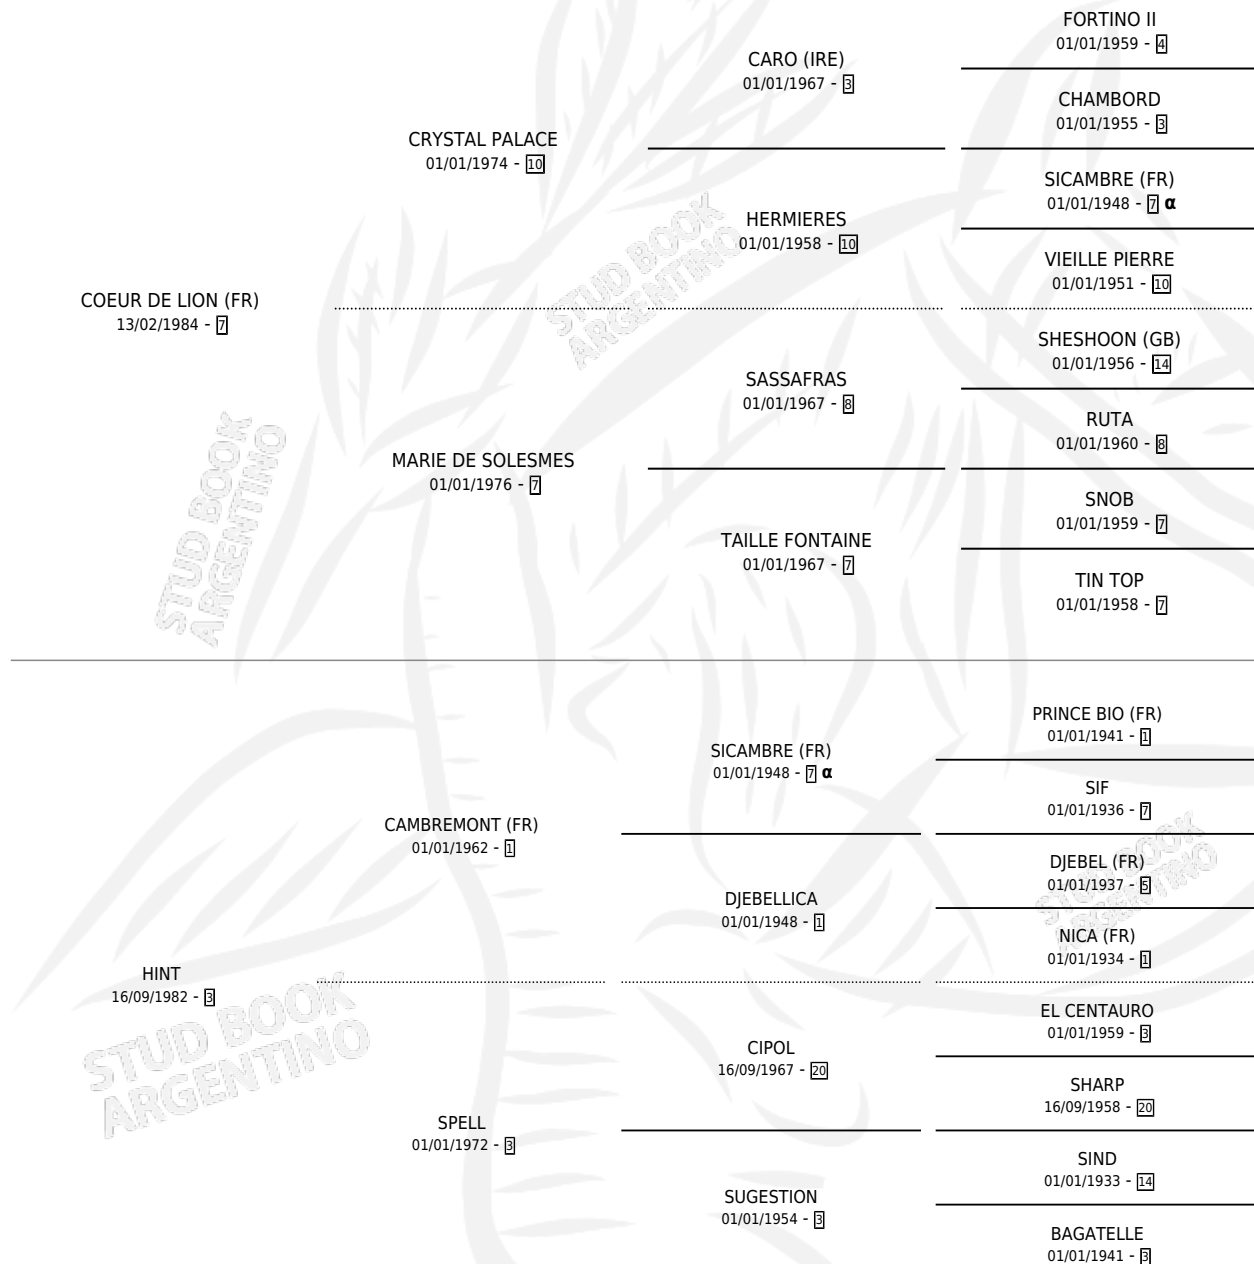 FORTINO II
01/01/1959 - 4
CARO (IRE)
01/01/1967 - 3
CHAMBORD
01/01/1955 - 3
CRYSTAL PALACE
01/01/1974 - 10
SICAMBRE (FR)
01/01/1948 - 7 α
HERMIERES
01/01/1958 - 10
VIEILLE PIERRE
01/01/1951 - 10
COEUR DE LION (FR)
13/02/1984 - 7
SHESHOON (GB)
01/01/1956 - 14
SASSAFRAS
01/01/1967 - 8
RUTA
01/01/1960 - 8
MARIE DE SOLESMES
01/01/1976 - 7
SNOB
01/01/1959 - 7
TAILLE FONTAINE
01/01/1967 - 7
TIN TOP
01/01/1958 - 7
STUD BOOK
ARGENTINO
STUD BOOK
ARGENTINO
PRINCE BIO (FR)
01/01/1941 - 1
SICAMBRE (FR)
01/01/1948 - 7 α
SIF
01/01/1936 - 7
CAMBREMONT (FR)
01/01/1962 - 1
DJEBEL (FR)
01/01/1937 - 5
DJEBELLICA
01/01/1948 - 1
NICA (FR)
01/01/1934 - 1
HINT
16/09/1982 - 3
EL CENTAURO
01/01/1959 - 3
CIPOL
16/09/1967 - 20
SHARP
16/09/1958 - 20
SPELL
01/01/1972 - 3
SIND
01/01/1933 - 14
SUGESTION
01/01/1954 - 3
BAGATELLE
01/01/1941 - 3
STUD BOOK
ARGENTINO
STUD BOOK
ARGENTINO